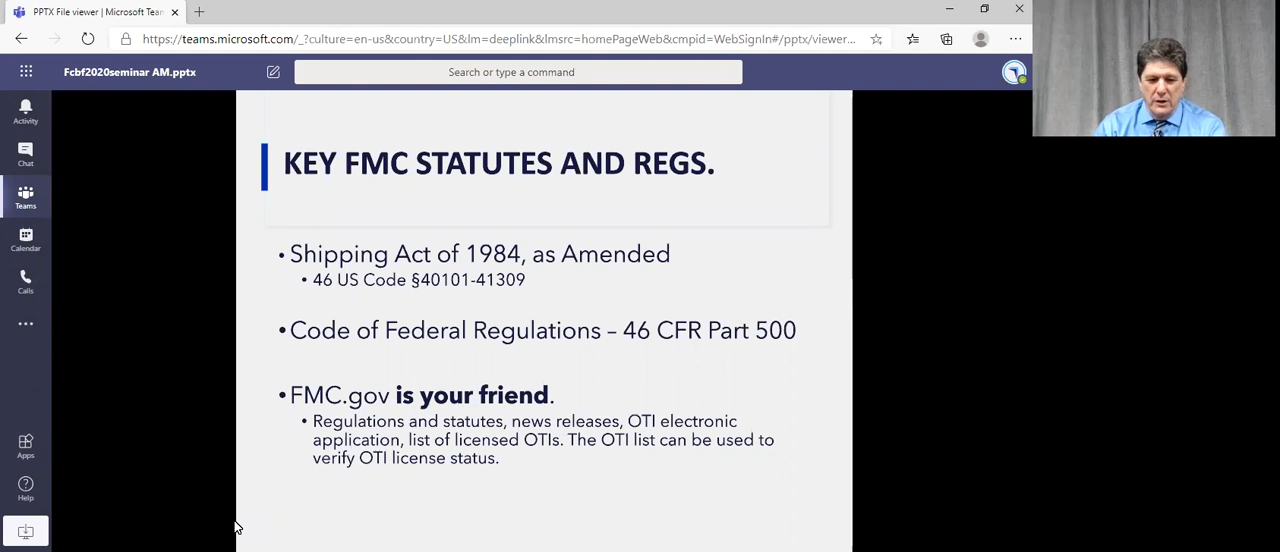 PPTX File viewer | Microsoft Team
https://teams.microsoft.com/_?culture=en-us&country=US&lm=deeplink&lmsrc=homePageWeb&cmpid=WebSignIn#/pptx/viewer...
Fcbf2020seminar AM.pptx
Search or type a command
Activity
Chat
Teams
Calendar
Calls
Apps
Help
KEY FMC STATUTES AND REGS.
• Shipping Act of 1984, as Amended
• 46 US Code §40101-41309
• Code of Federal Regulations – 46 CFR Part 500
• FMC.gov is your friend.
• Regulations and statutes, news releases, OTI electronic
application, list of licensed OTIs. The OTI list can be used to
verify OTI license status.